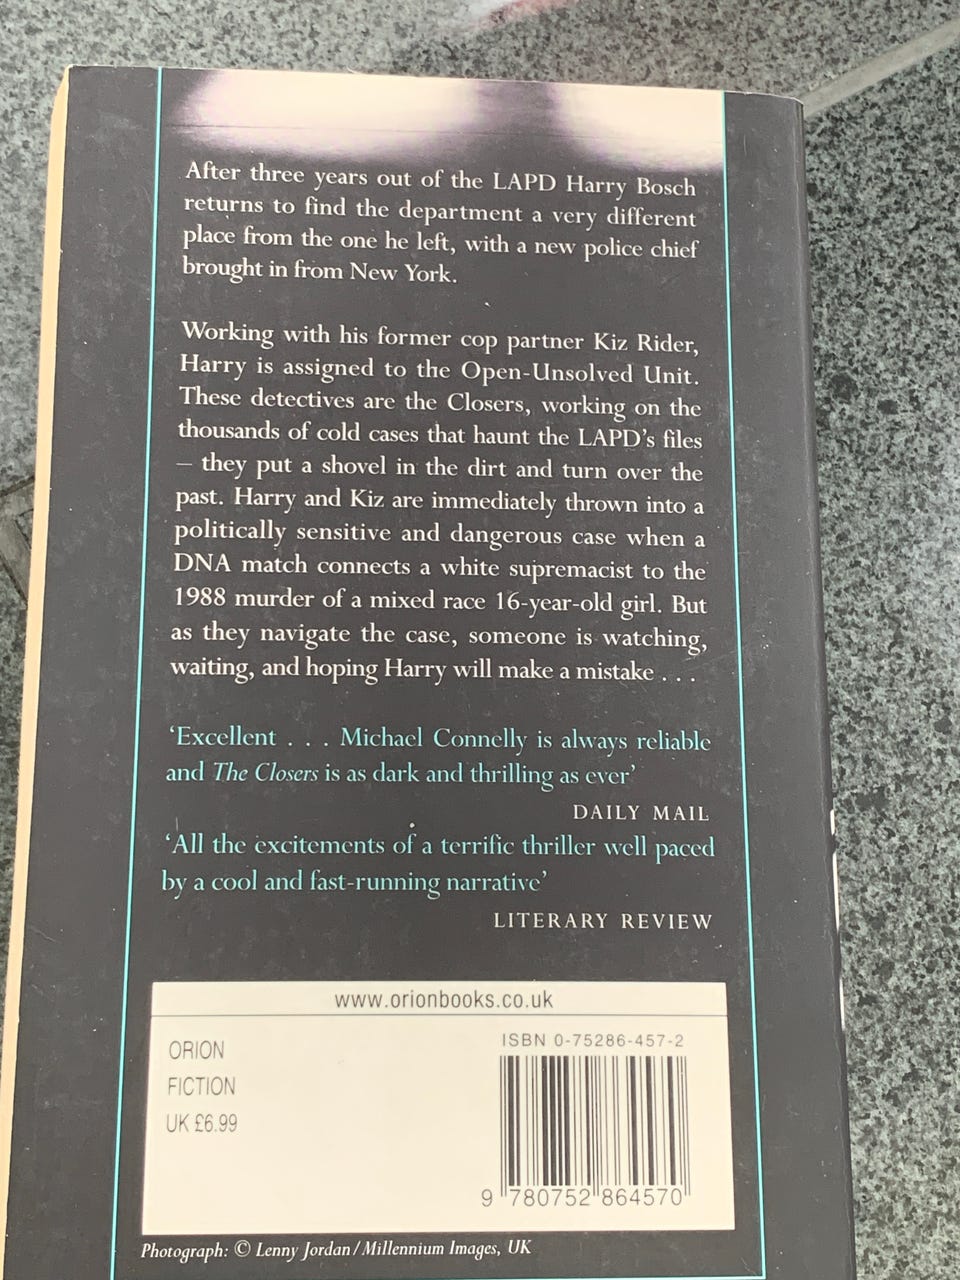 After three years out of the LAPD Harry Bosch
returns to find the department a very different
place from the one he left, with a new police chief
brought in from New York.
Working with his former cop partner Kiz Rider,
Harry is assigned to the Open-Unsolved Unit.
These detectives are the Closers, working on the
thousands of cold cases that haunt the LAPD's files
– they put a shovel in the dirt and turn over the
past. Harry and Kiz are immediately thrown into a
politically sensitive and dangerous case when a
DNA match connects a white supremacist to the
1988 murder of a mixed race 16-year-old girl. But
as they navigate the case, someone is watching,
waiting, and hoping Harry will make a mistake . . .
'Excellent . . . Michael Connelly is always reliable
and The Closers is as dark and thrilling as ever'
DAILY MAIL
'All the excitements of a terrific thriller well paced
by a cool and fast-running narrative'
LITERARY REVIEW
www.orionbooks.co.uk
ORION
FICTION
UK £6.99
ISBN 0-75286-457-2
9 780752 864570
Photograph: © Lenny Jordan/Millennium Images, UK